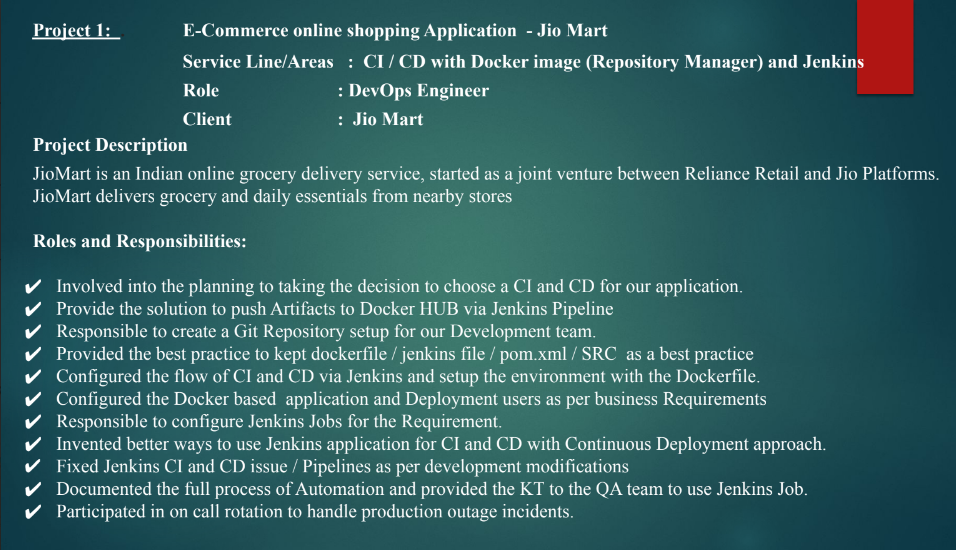 Project 1: E-Commerce online shopping Application - Jio Mart
Service Line/Areas : CI / CD with Docker image (Repository Manager) and Jenkins
Role : DevOps Engineer
Client : Jio Mart
Project Description
JioMart is an Indian online grocery delivery service, started as a joint venture between Reliance Retail and Jio Platforms.
JioMart delivers grocery and daily essentials from nearby stores
Roles and Responsibilities:
✔ Involved into the planning to taking the decision to choose a CI and CD for our application.
✔ Provide the solution to push Artifacts to Docker HUB via Jenkins Pipeline
✔ Responsible to create a Git Repository setup for our Development team.
✔ Provided the best practice to kept dockerfile / jenkins file / pom.xml / SRC as a best practice
✔ Configured the flow of CI and CD via Jenkins and setup the environment with the Dockerfile.
✔ Configured the Docker based application and Deployment users as per business Requirements
✔ Responsible to configure Jenkins Jobs for the Requirement.
✔ Invented better ways to use Jenkins application for CI and CD with Continuous Deployment approach.
✔ Fixed Jenkins CI and CD issue / Pipelines as per development modifications
✔ Documented the full process of Automation and provided the KT to the QA team to use Jenkins Job.
✔ Participated in on call rotation to handle production outage incidents.